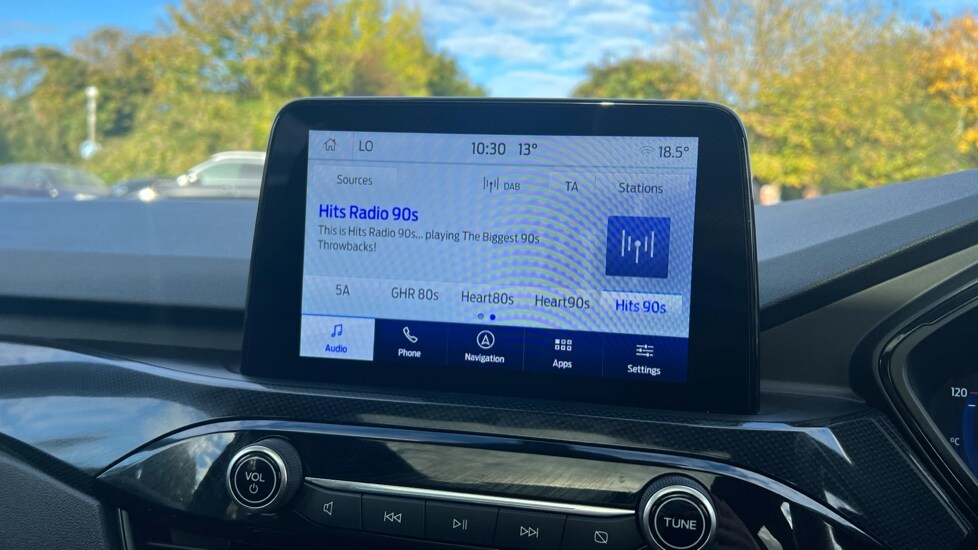 LO 10:30 13° 18.5°
Sources DAB TA Stations
Hits Radio 90s
This is Hits Radio 90s... playing The Biggest 90s
Throwbacks!
5A GHR 80s Heart80s Heart90s Hits 90s
Audio Phone Navigation Apps Settings
120
°C
VOL
TUNE